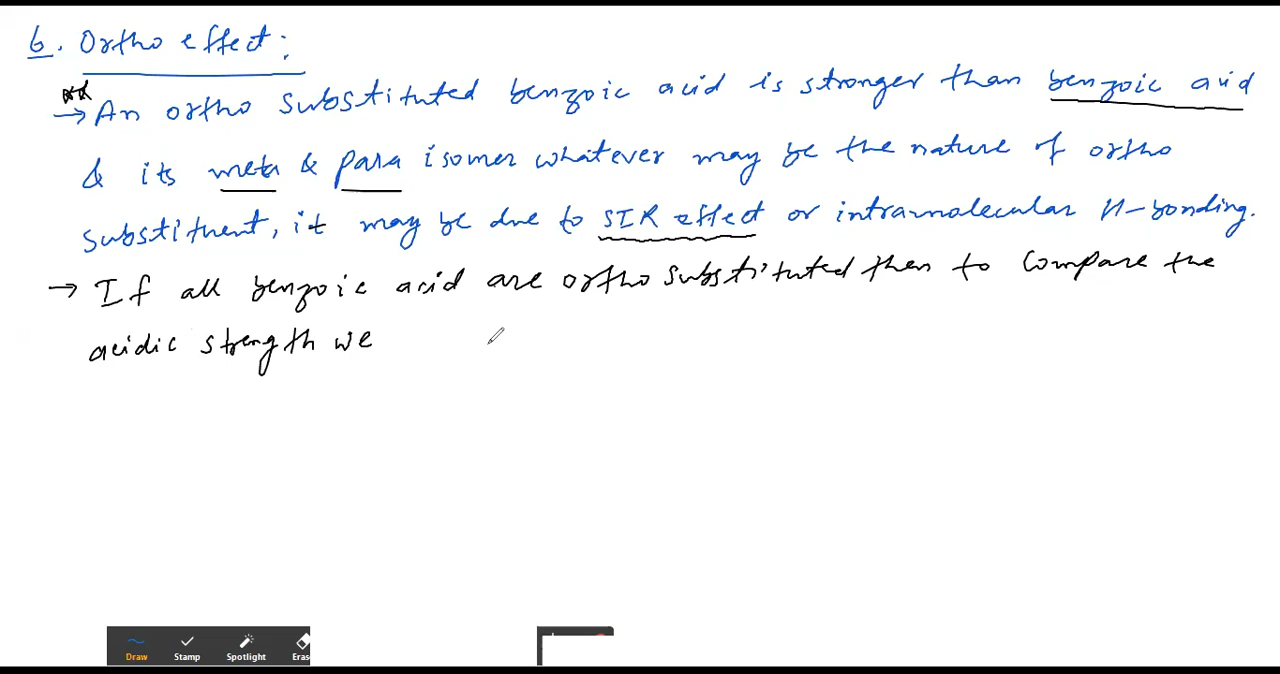 6. Ortho effect:
→ An ortho substituted benzoic acid is stronger than benzoic acid
& its meta & para isomer whatever may be the nature of ortho
substituent, it may be due to SIR effect or intramolecular H-bonding.
→ If all benzoic acid are ortho substituted then to compare the
acidic strength we
Draw Stamp Spotlight Eras